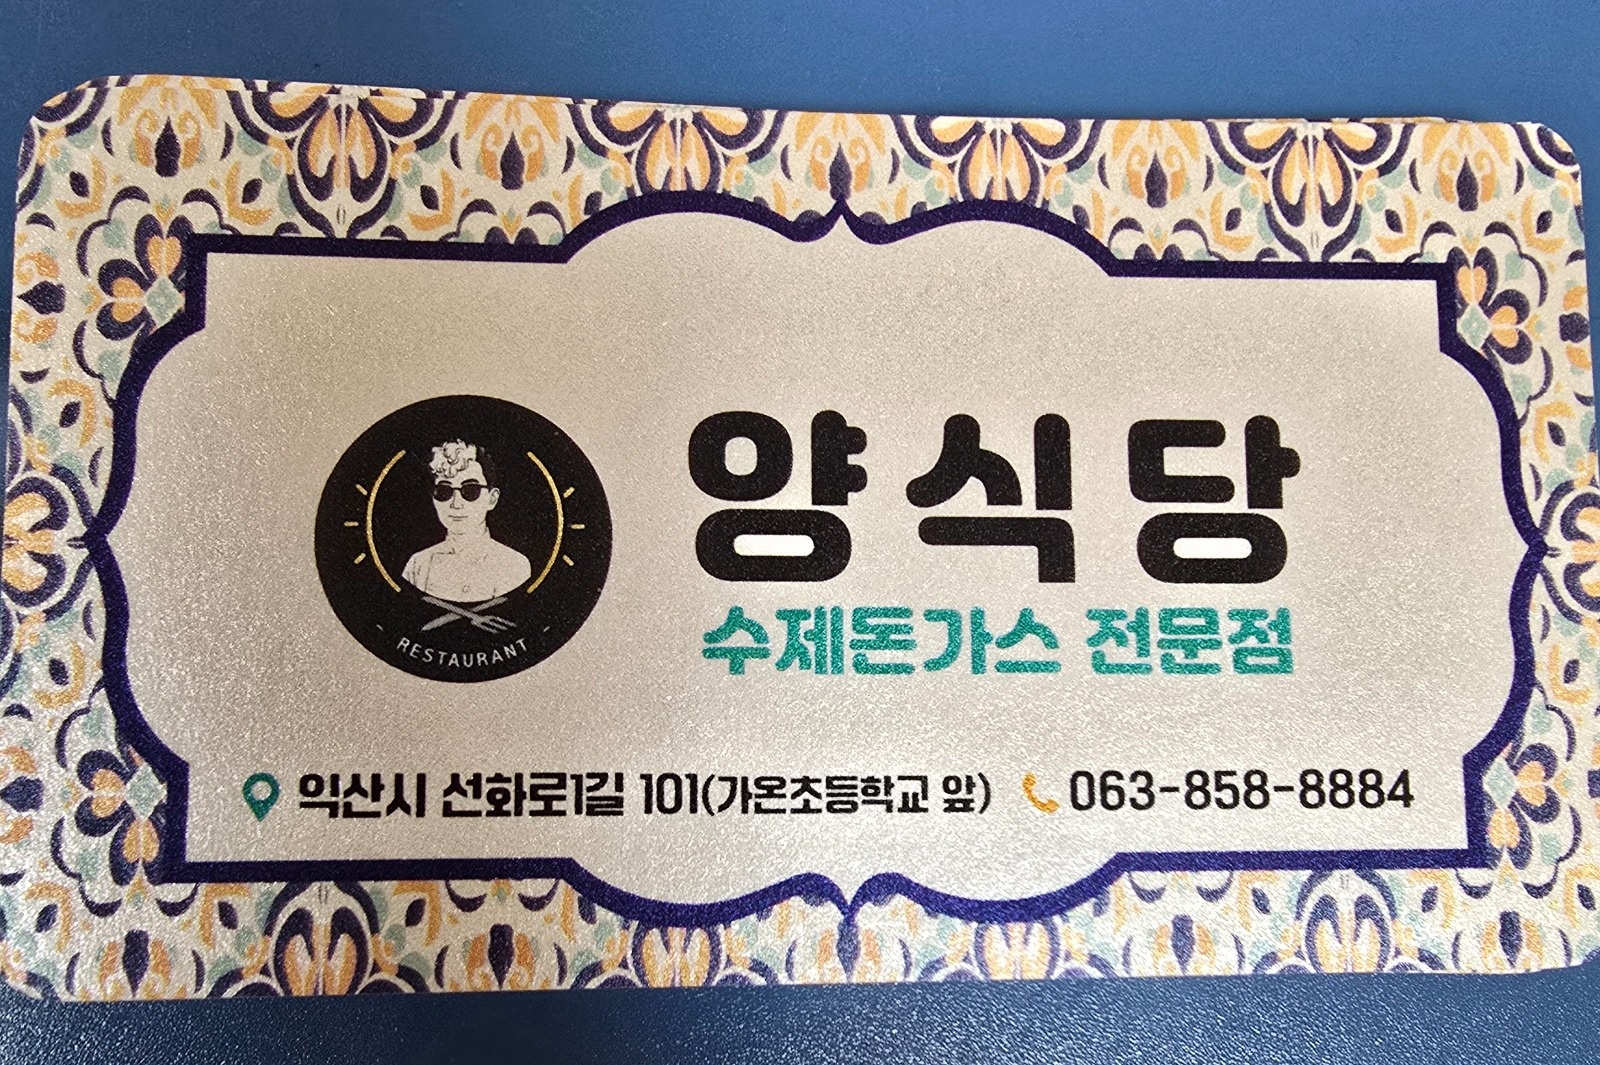 양식당
수제돈가스 전문점
- RESTAURANT -
익산시 선화로1길 101(가온초등학교 앞) 063-858-8884